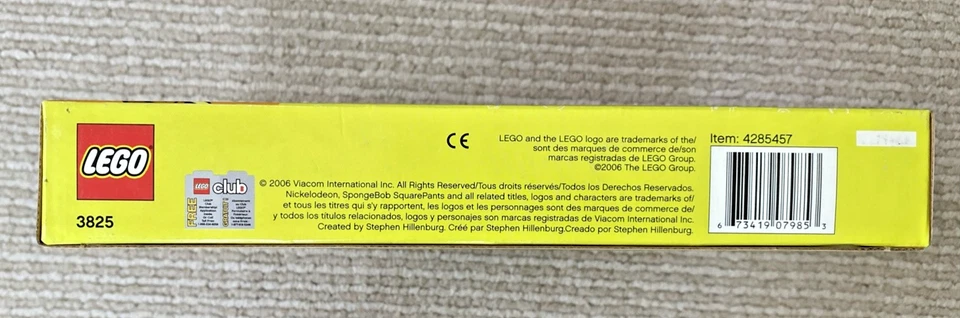 LEGO
3825
LEGO club
FREE
GRATUIT
CE
LEGO and the LEGO logo are trademarks of the/
sont des marques de commerce de/son
marcas registradas de LEGO Group.
©2006 The LEGO Group.
© 2006 Viacom International Inc. All Rights Reserved/Tous droits réservés/Todos los Derechos Reservados.
Nickelodeon, SpongeBob SquarePants and all related titles, logos and characters are trademarks of/
et tous les titres qui s'y rapportent, les logos et les personnages sont des marques de commerce de/
y todos los titulos relacionados, logos y personajes son marcas registradas de Viacom International Inc.
Created by Stephen Hillenburg. Créé par Stephen Hillenburg.Creado por Stephen Hillenburg.
Item: 4285457
6 73419 07985 3